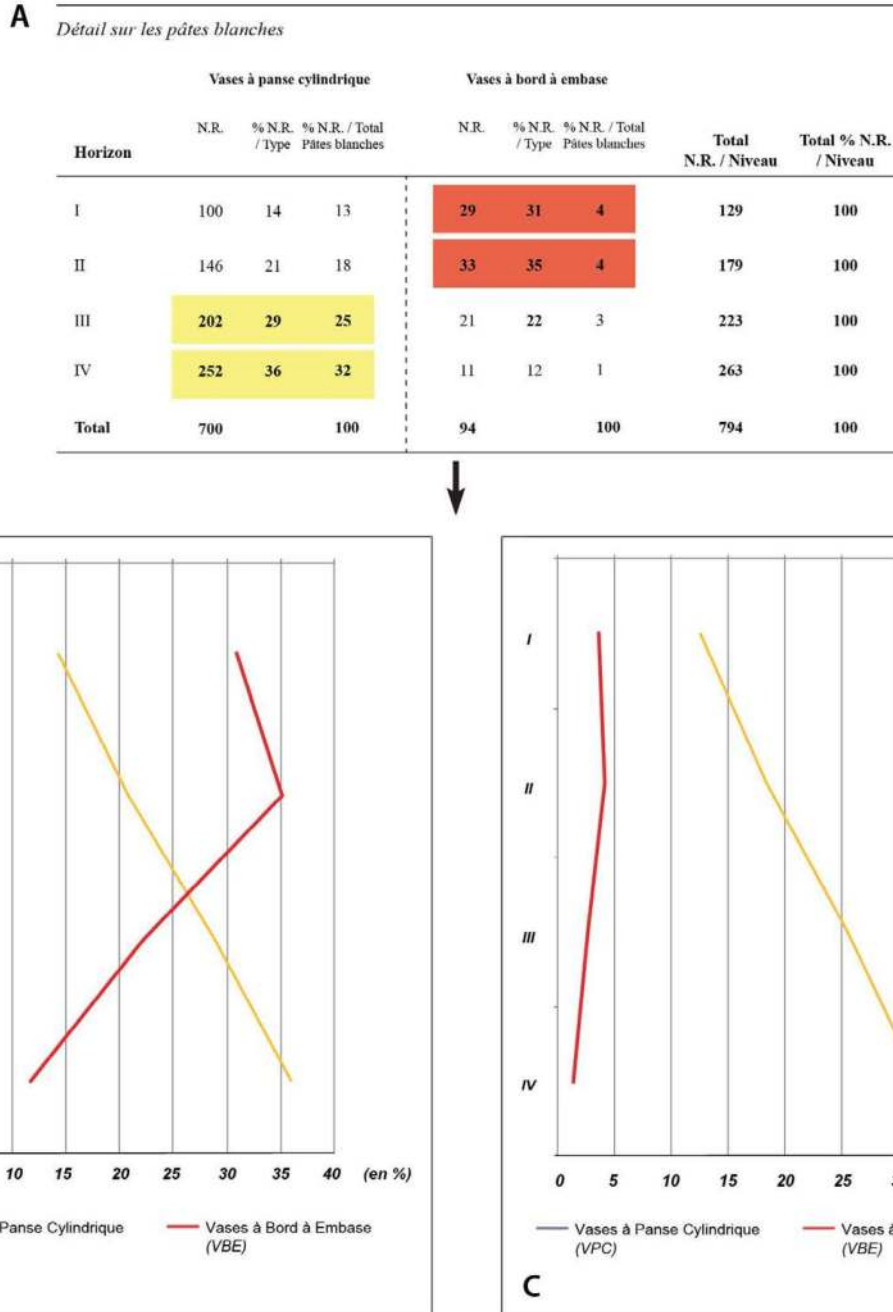 A
Détail sur les pâtes blanches
Vases à panse cylindrique Vases à bord à embase
Horizon N.R. % N.R. / Type % N.R. / Total Pâtes blanches N.R. % N.R. / Type % N.R. / Total Pâtes blanches Total N.R. / Niveau Total % N.R. / Niveau
I 100 14 13 29 31 4 129 100
II 146 21 18 33 35 4 179 100
III 202 29 25 21 22 3 223 100
IV 252 36 32 11 12 1 263 100
Total 700 100 94 100 794 100
10 15 20 25 30 35 40 (en %)
Panse Cylindrique Vases à Bord à Embase
(VBE)
I
II
III
IV
0 5 10 15 20 25
Vases à Panse Cylindrique Vases à
(VPC) (VBE)
C